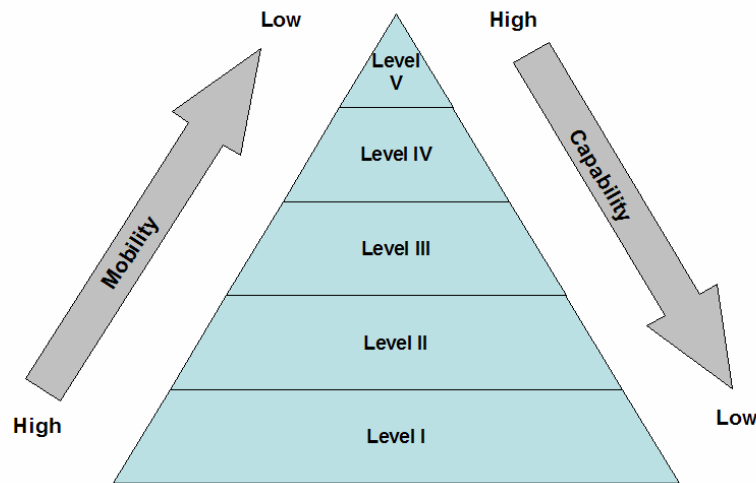 Low
High
Level
V
Level IV
Capability
Mobility
Level III
Level II
High
Low
Level I